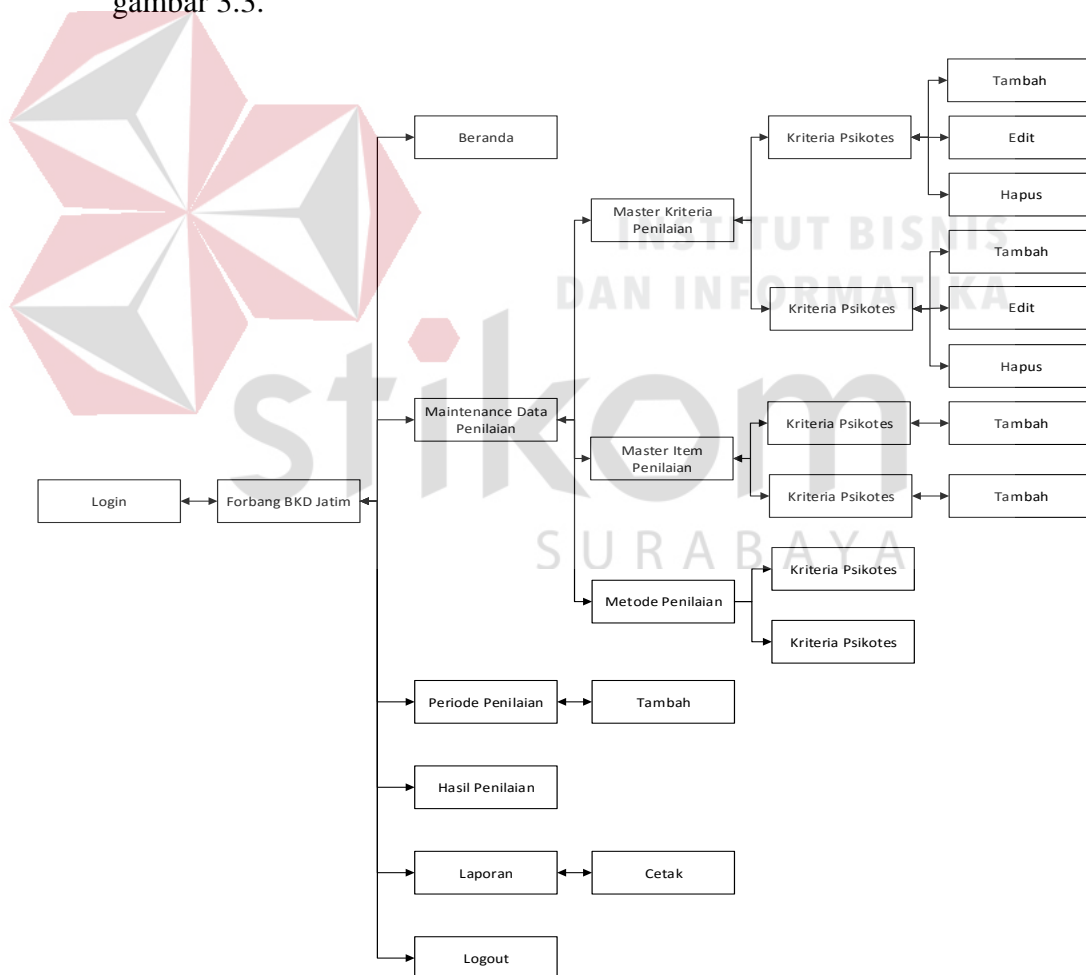 gambar 3.3.
Tambah
Beranda
Kriteria Psikotes
Edit
Hapus
Master Kriteria
Penilaian
INSTITUT BISNIS
DAN INFORMATIKA
Tambah
Kriteria Psikotes
Edit
Hapus
stikom
SURABAYA
Maintenance Data
Penilaian
Kriteria Psikotes
Tambah
Master Item
Penilaian
Login
Forbang BKD Jatim
Kriteria Psikotes
Tambah
Kriteria Psikotes
Metode Penilaian
Kriteria Psikotes
Periode Penilaian
Tambah
Hasil Penilaian
Laporan
Cetak
Logout